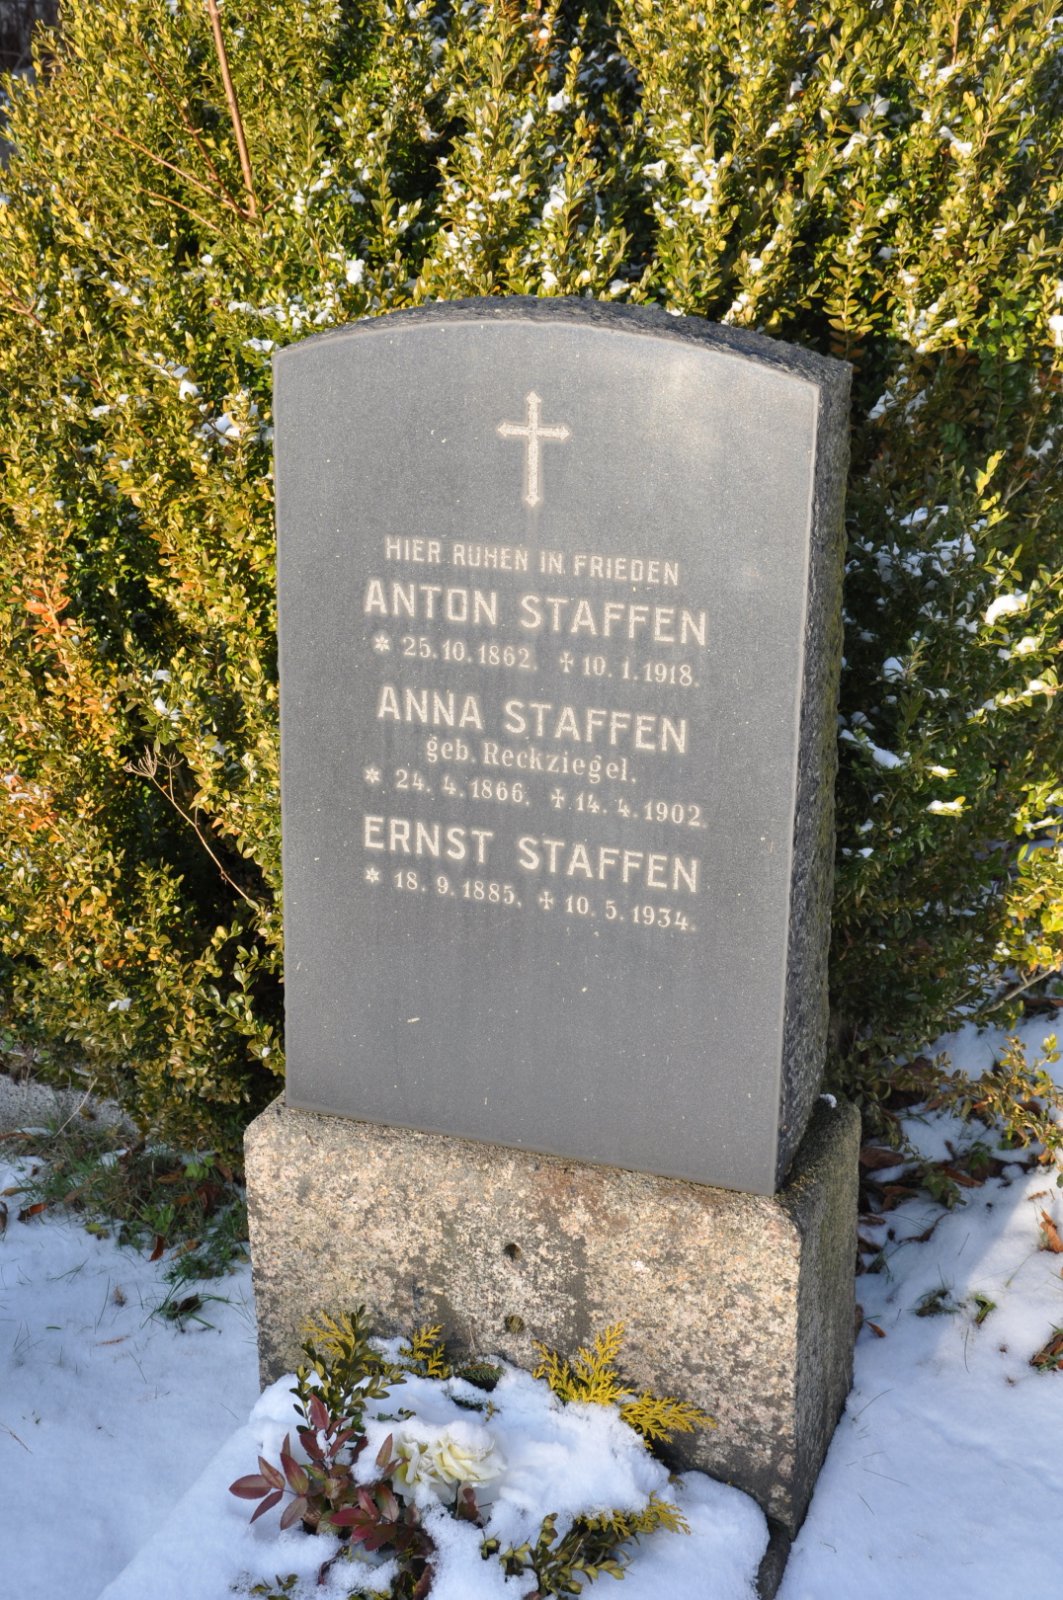 HIER RUHEN IN FRIEDEN
ANTON STAFFEN
* 25.10.1862. ✝ 10.1.1918.
ANNA STAFFEN
geb. Reckziegel.
* 24.4.1866. ✝ 14.4.1902.
ERNST STAFFEN
* 18.9.1885. ✝ 10.5.1934.